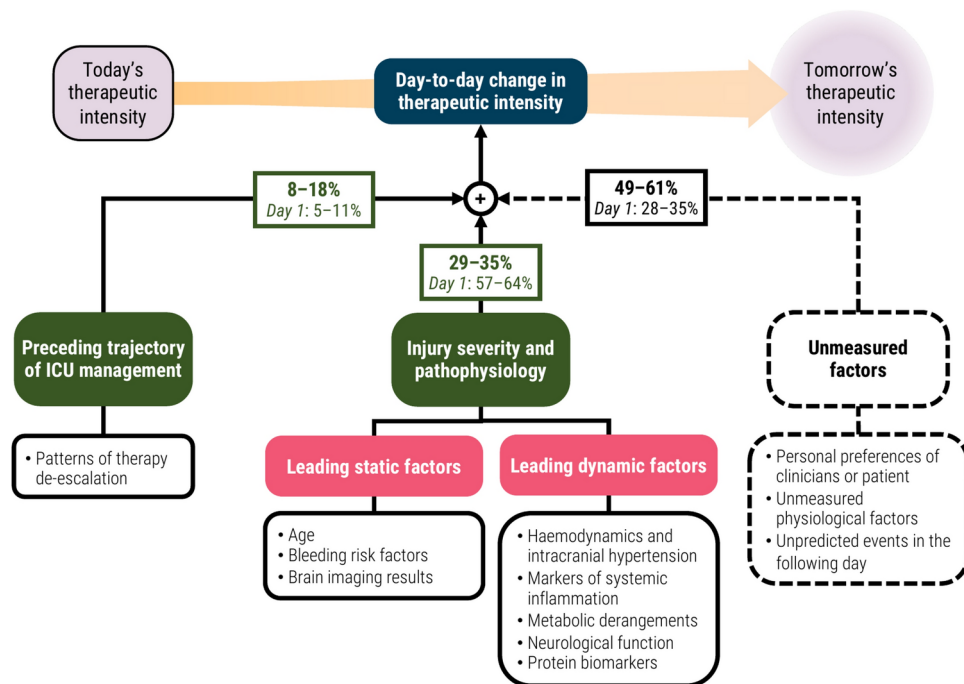 Today's
therapeutic
intensity
Day-to-day change in
therapeutic intensity
Tomorrow's
therapeutic
intensity
8–18%
Day 1: 5–11%
+
49–61%
Day 1: 28–35%
29–35%
Day 1: 57–64%
Preceding trajectory
of ICU management
Injury severity and
pathophysiology
Unmeasured
factors
• Patterns of therapy
de-escalation
Leading static factors
Leading dynamic factors
• Age
• Bleeding risk factors
• Brain imaging results
• Haemodynamics and
intracranial hypertension
• Markers of systemic
inflammation
• Metabolic derangements
• Neurological function
• Protein biomarkers
• Personal preferences of
clinicians or patient
• Unmeasured
physiological factors
• Unpredicted events in the
following day